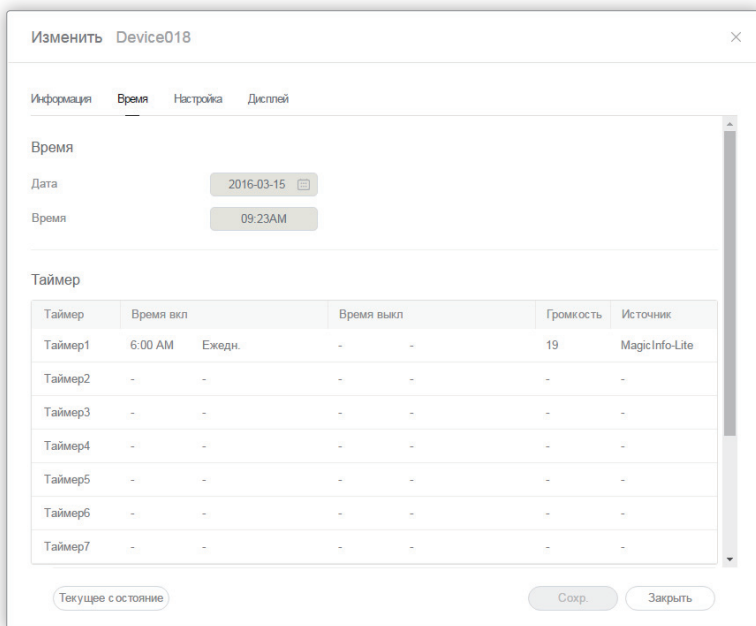 Изменить Device018
Информация Время Настройка Дисплей
Время
Дата 2016-03-15
Время 09:23AM
Таймер
Таймер Время вкл Время выкл Громкость Источник
Таймер1 6:00 AM Ежедн. - - 19 MagicInfo-Lite
Таймер2 - - - - - -
Таймер3 - - - - - -
Таймер4 - - - - - -
Таймер5 - - - - - -
Таймер6 - - - - - -
Таймер7 - - - - - -
Текущее состояние Сохр. Закрыть